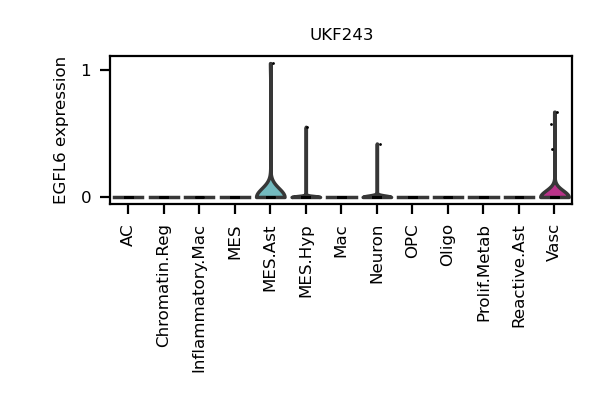 UKF243
EGFL6 expression
1
0
AC
Chromatin.Reg
Inflammatory.Mac
MES
MES.Ast
MES.Hyp
Mac
Neuron
OPC
Oligo
Prolif.Metab
Reactive.Ast
Vasc